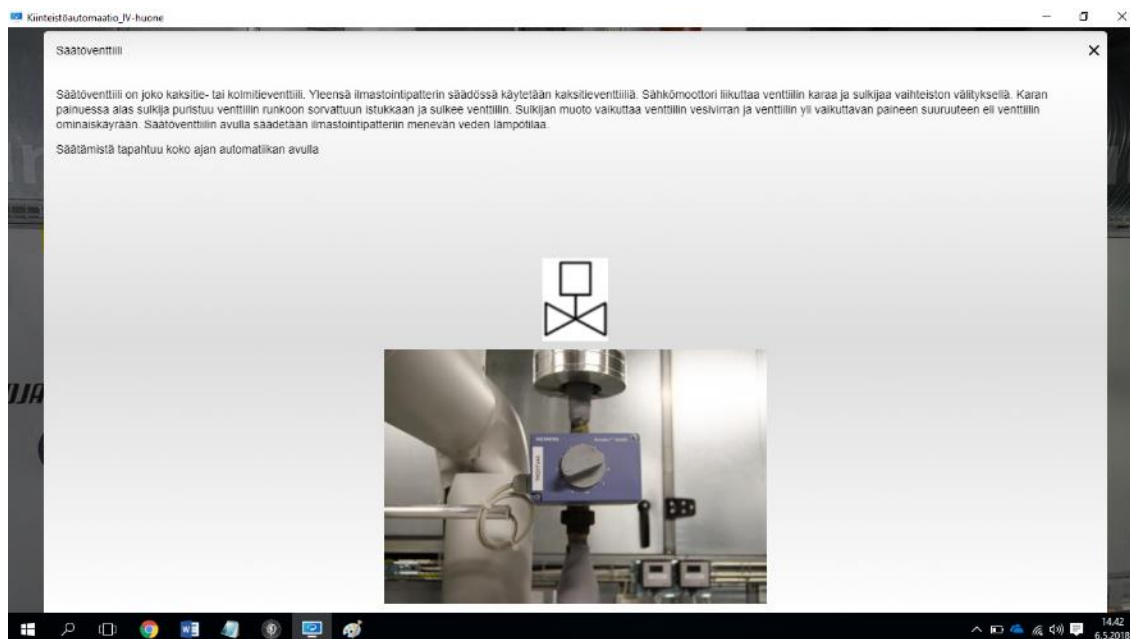 Kiinteistöautomaatio_IV-huone
Säätöventtiili
Säätöventtiili on joko kaksitie- tai kolmitieventtiili. Yleensä ilmastointipatterin säädössä käytetään kaksitieventtiiliä. Sähkömoottori liikuttaa venttiilin karaa ja sulkijaa vaihteiston välityksellä. Karan
painuessa alas sulkija puristuu venttiilin runkoon sorvattuun istukkaan ja sulkee venttiilin. Sulkijan muoto vaikuttaa venttiilin vesivirran ja venttiilin yli vaikuttavan paineen suuruuteen eli venttiilin
ominaiskäyrään. Säätöventtiilin avulla säädetään ilmastointipatteriin menevän veden lämpötilaa.
Säätämistä tapahtuu koko ajan automatiikan avulla
SIEMENS
14.42
6.5.2018